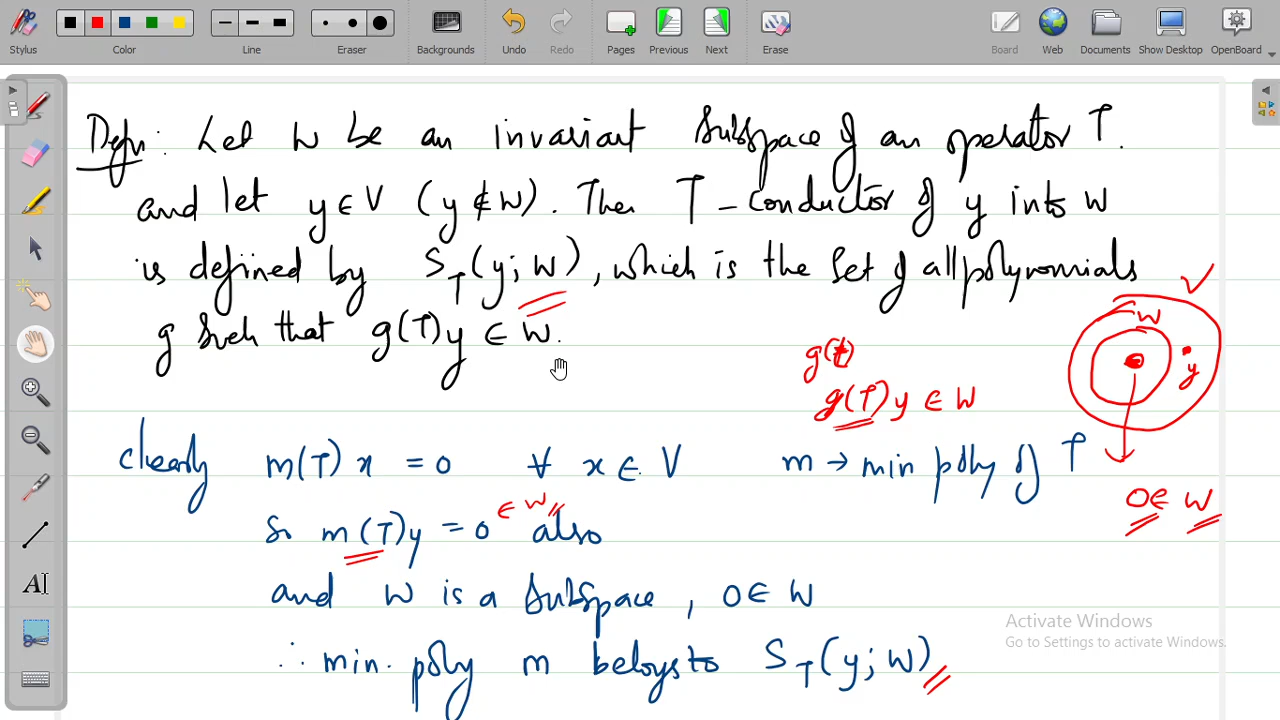 Stylus Color Line Eraser Backgrounds Undo Redo Pages Previous Next Erase Board Web Documents Show Desktop OpenBoard
Defn: Let W be an invariant subspace of an operator T.
and let y ∈ V (y ∉ W). Then T-conductor of y into W
is defined by S_T(y; W), which is the set of all polynomials
g such that g(T)y ∈ W.
W
y
g(t)
g(T)y ∈ W
0 ∈ W
clearly m(T)x = 0 ∀ x ∈ V m → min poly of T
So m(T)y = 0 ∈ W also
and W is a subspace, 0 ∈ W
∴ min. poly m belogs to S_T(y; W)
Activate Windows
Go to Settings to activate Windows.